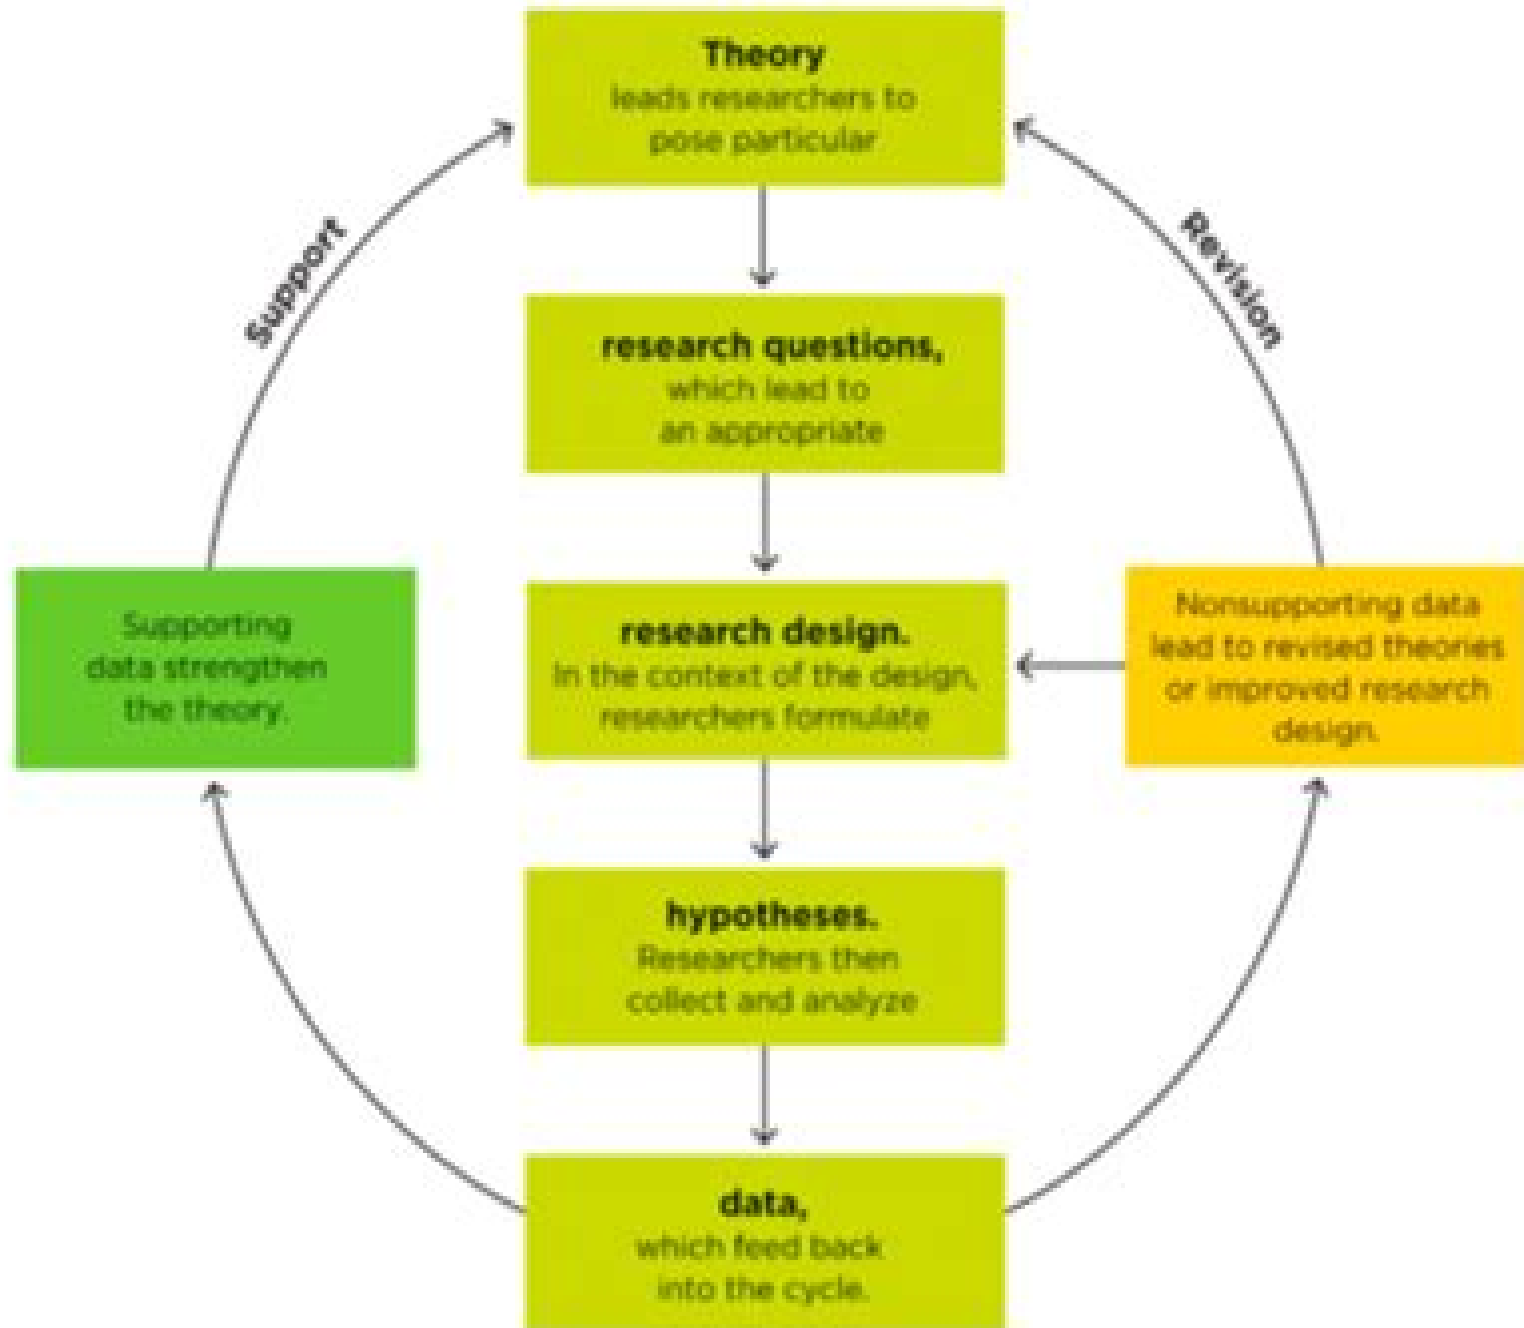 Theory
leads researchers to
pose particular
Support
Revision
research questions,
which lead to
an appropriate
Supporting
data strengthen
the theory.
research design.
In the context of the design,
researchers formulate
Nonsupporting data
lead to revised theories
or improved research
design.
hypotheses.
Researchers then
collect and analyze
data,
which feed back
into the cycle.